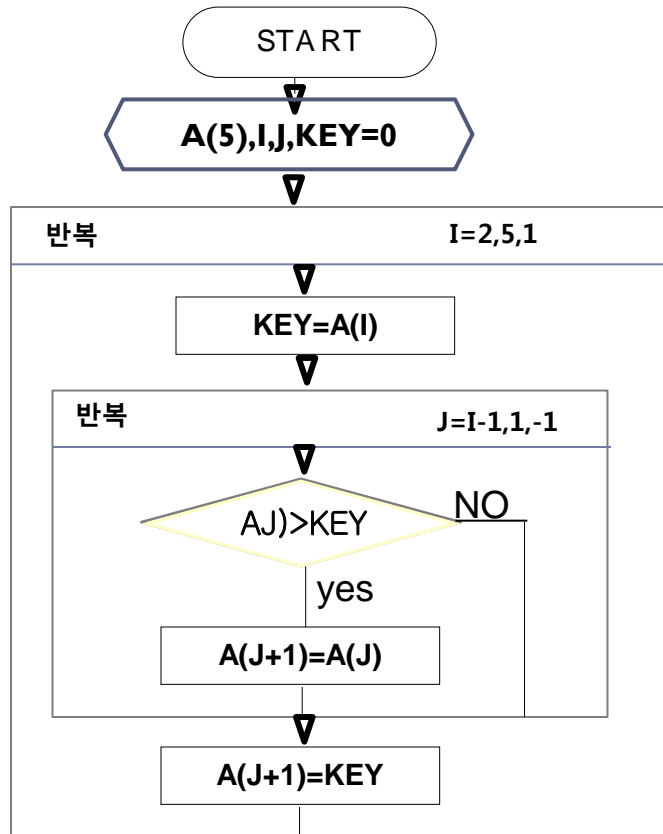 START
A(5),I,J,KEY=0
반복 I=2,5,1
KEY=A(I)
반복 J=I-1,1,-1
AJ)>KEY
NO
yes
A(J+1)=A(J)
A(J+1)=KEY